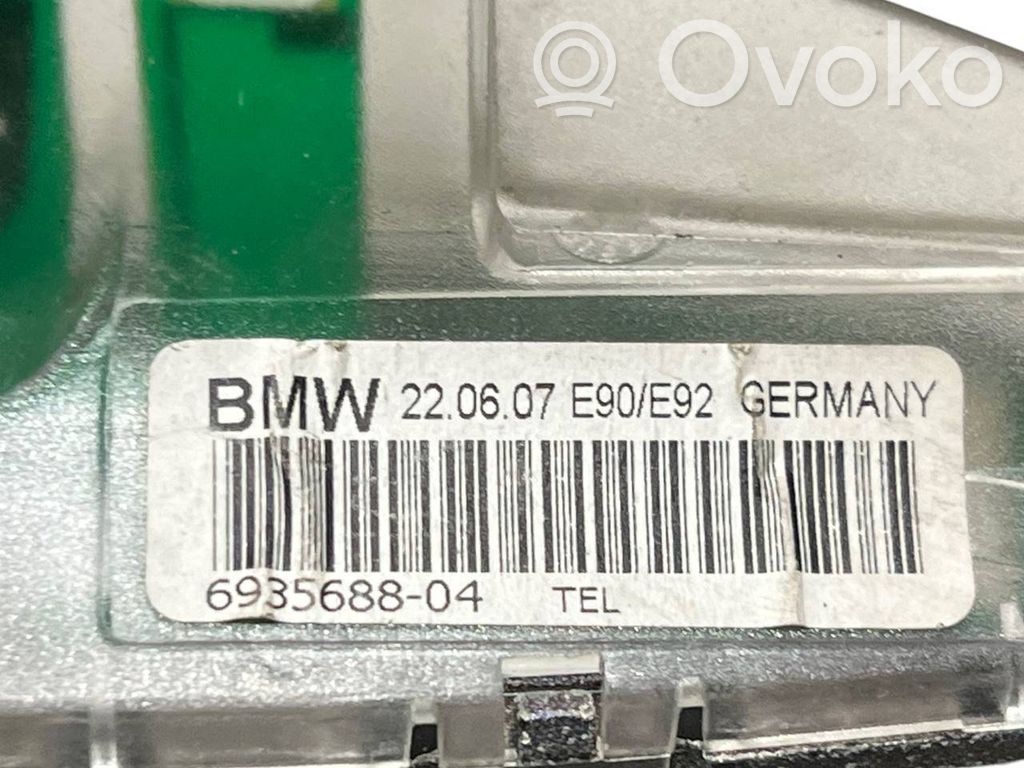 Ovoko
BMW 22.06.07 E90/E92 GERMANY
6935688-04 TEL